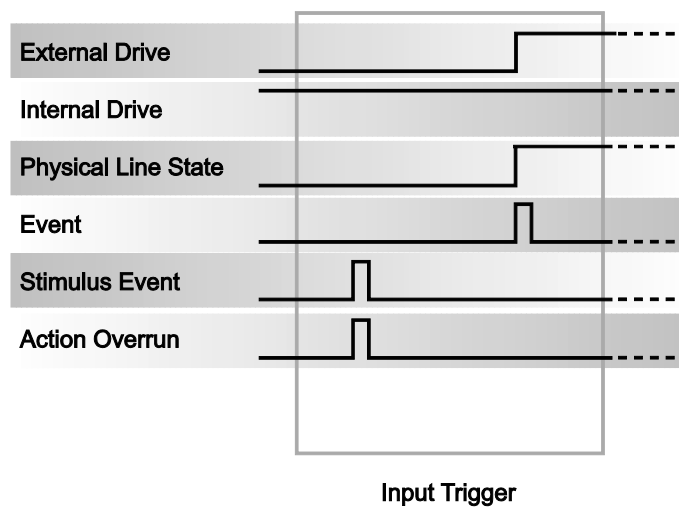 External Drive
Internal Drive
Physical Line State
Event
Stimulus Event
Action Overrun
Input Trigger